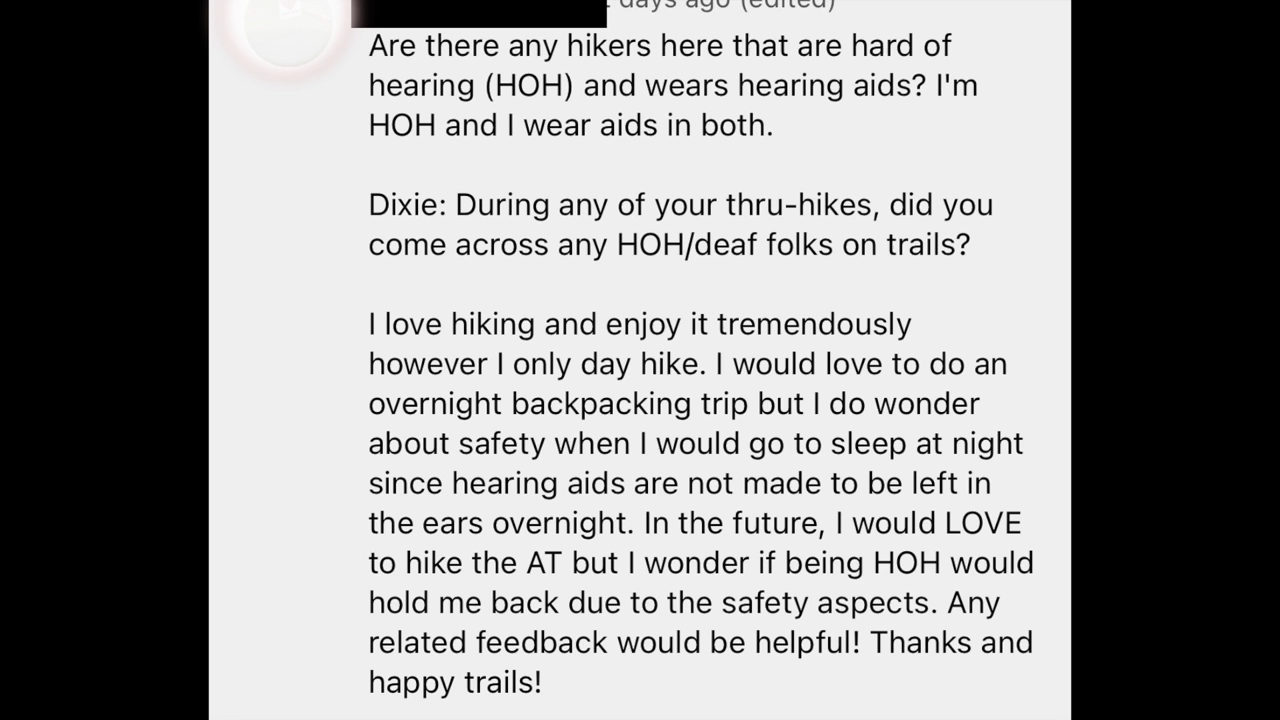 days ago (edited)
Are there any hikers here that are hard of
hearing (HOH) and wears hearing aids? I'm
HOH and I wear aids in both.
Dixie: During any of your thru-hikes, did you
come across any HOH/deaf folks on trails?
I love hiking and enjoy it tremendously
however I only day hike. I would love to do an
overnight backpacking trip but I do wonder
about safety when I would go to sleep at night
since hearing aids are not made to be left in
the ears overnight. In the future, I would LOVE
to hike the AT but I wonder if being HOH would
hold me back due to the safety aspects. Any
related feedback would be helpful! Thanks and
happy trails!